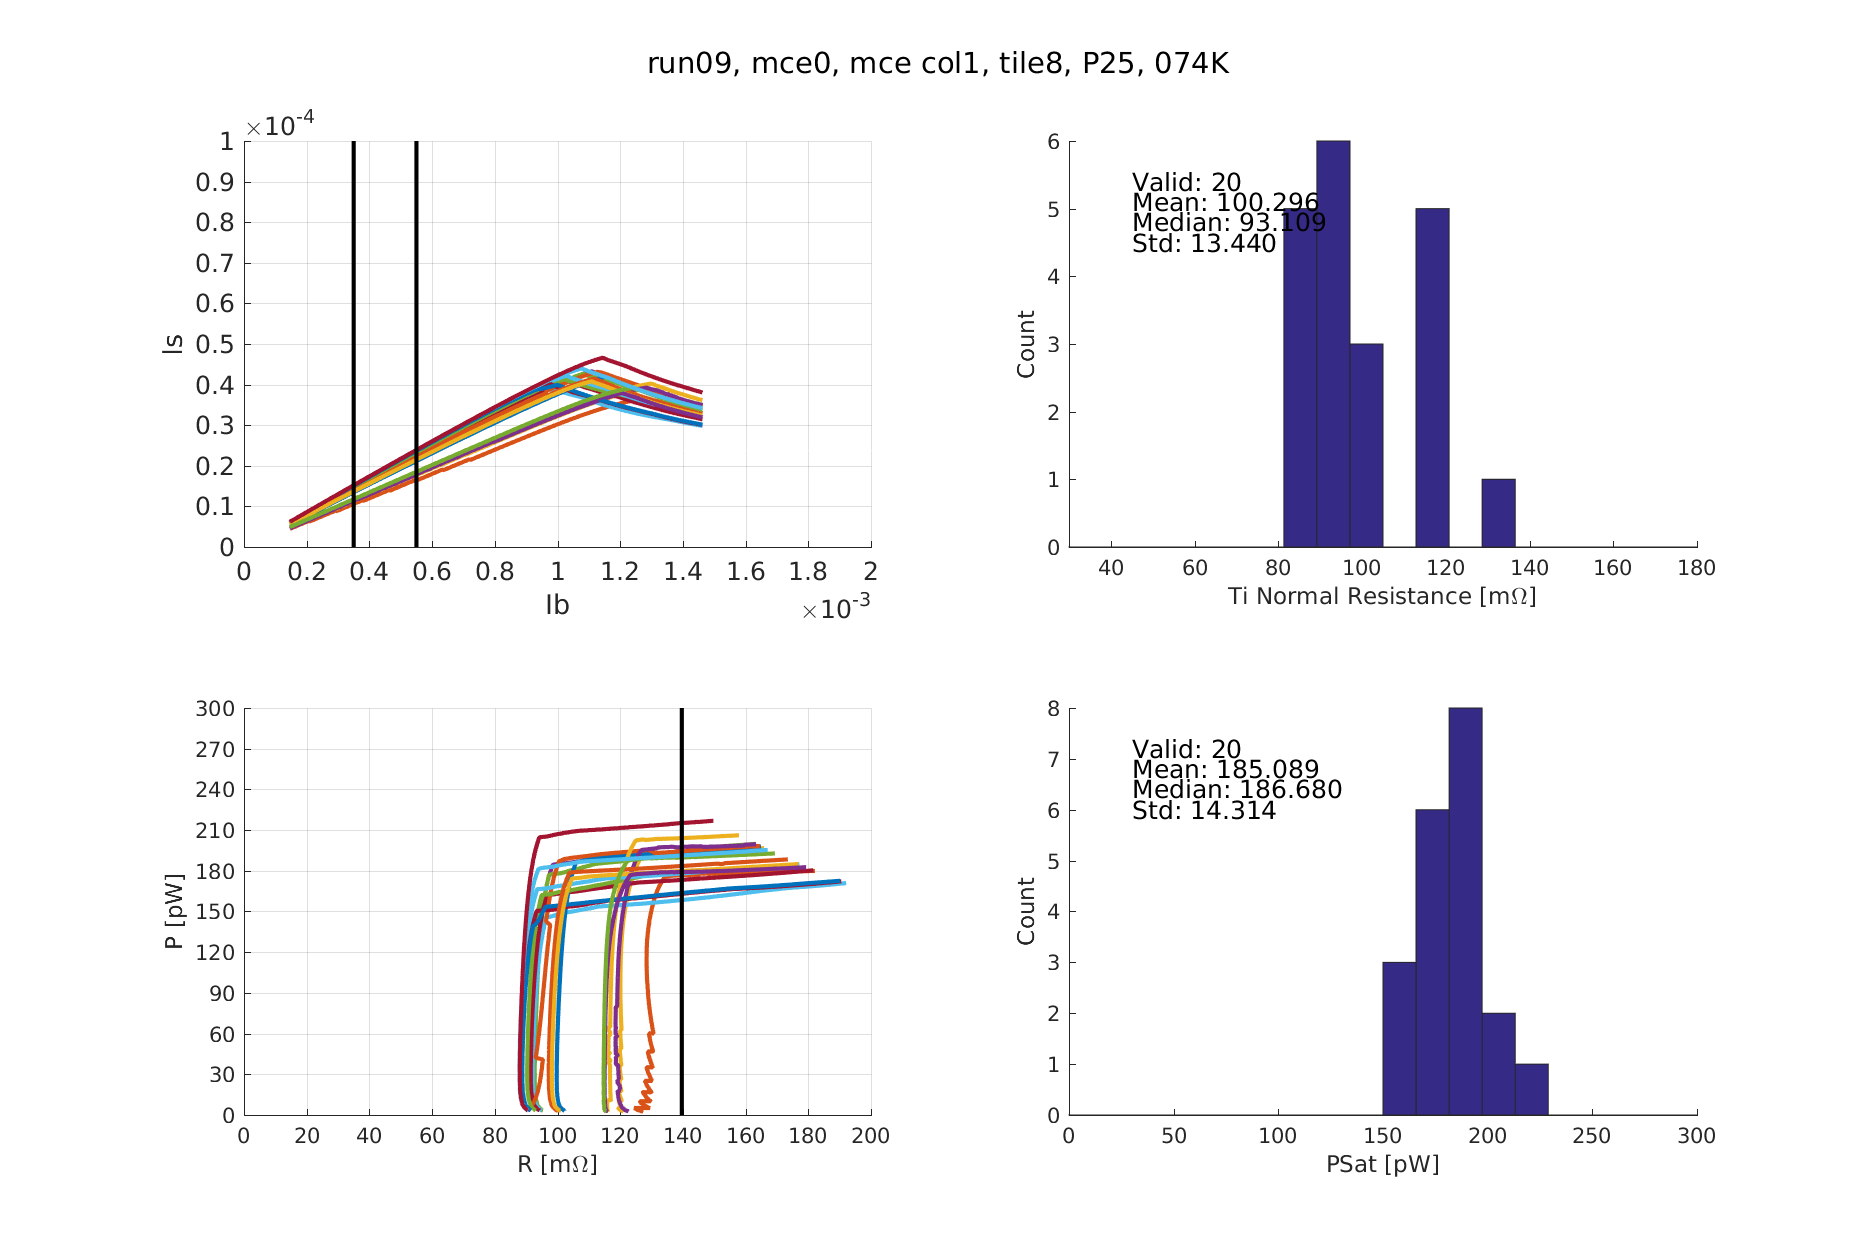 run09, mce0, mce col1, tile8, P25, 074K
×10-4
1
0.9
0.8
0.7
0.6
0.5
0.4
0.3
0.2
0.1
0
Is
0 0.2 0.4 0.6 0.8 1 1.2 1.4 1.6 1.8 2
Ib
×10-3
6
5
4
3
2
1
0
Count
Valid: 20
Mean: 100.296
Median: 93.109
Std: 13.440
40 60 80 100 120 140 160 180
Ti Normal Resistance [mΩ]
300
270
240
210
180
150
120
90
60
30
0
P [pW]
0 20 40 60 80 100 120 140 160 180 200
R [mΩ]
8
7
6
5
4
3
2
1
0
Count
Valid: 20
Mean: 185.089
Median: 186.680
Std: 14.314
0 50 100 150 200 250 300
PSat [pW]